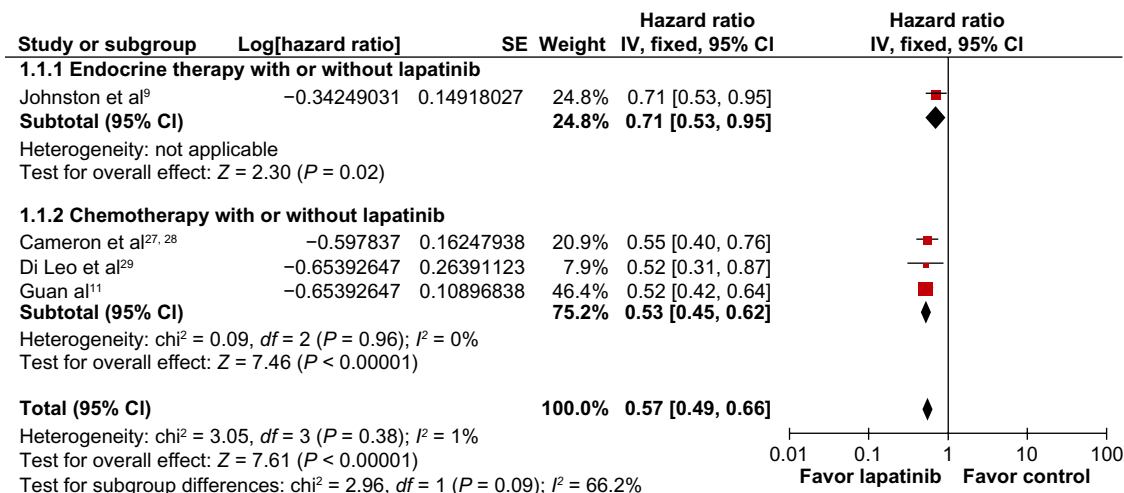 Hazard ratio Hazard ratio
Study or subgroup Log[hazard ratio] SE Weight IV, fixed, 95% CI IV, fixed, 95% CI
1.1.1 Endocrine therapy with or without lapatinib
Johnston et al⁹ −0.34249031 0.14918027 24.8% 0.71 [0.53, 0.95]
Subtotal (95% CI) 24.8% 0.71 [0.53, 0.95]
Heterogeneity: not applicable
Test for overall effect: Z = 2.30 (P = 0.02)
1.1.2 Chemotherapy with or without lapatinib
Cameron et al²⁷, ²⁸ −0.597837 0.16247938 20.9% 0.55 [0.40, 0.76]
Di Leo et al²⁹ −0.65392647 0.26391123 7.9% 0.52 [0.31, 0.87]
Guan al¹¹ −0.65392647 0.10896838 46.4% 0.52 [0.42, 0.64]
Subtotal (95% CI) 75.2% 0.53 [0.45, 0.62]
Heterogeneity: chi² = 0.09, df = 2 (P = 0.96); I² = 0%
Test for overall effect: Z = 7.46 (P < 0.00001)
Total (95% CI) 100.0% 0.57 [0.49, 0.66]
Heterogeneity: chi² = 3.05, df = 3 (P = 0.38); I² = 1%
Test for overall effect: Z = 7.61 (P < 0.00001)
Test for subgroup differences: chi² = 2.96, df = 1 (P = 0.09); I² = 66.2%
0.01 0.1 1 10 100
Favor lapatinib Favor control